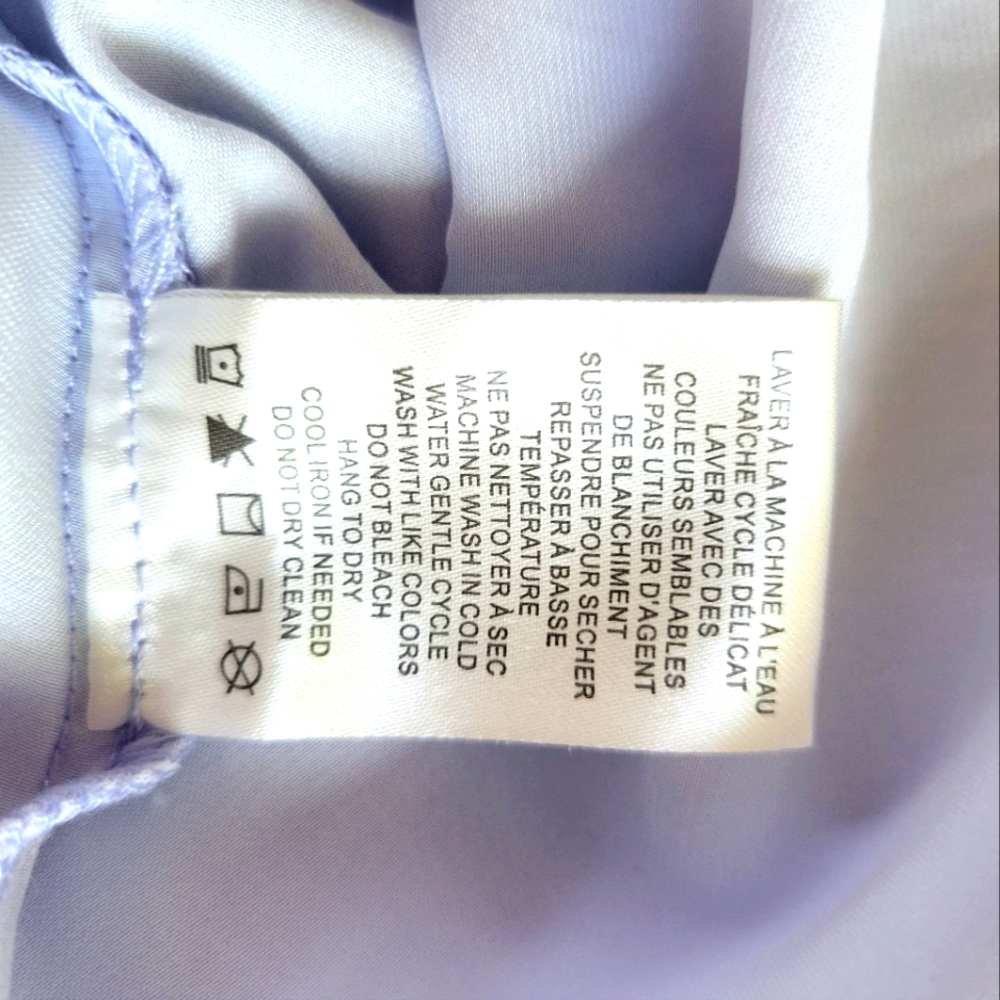 LAVER À LA MACHINE À L'EAU
FRAÎCHE CYCLE DÉLICAT
LAVER AVEC DES
COULEURS SEMBLABLES
NE PAS UTILISER D'AGENT
DE BLANCHIMENT
SUSPENDRE POUR SECHER
REPASSER À BASSE
TEMPÉRATURE
NE PAS NETTOYER À SEC
MACHINE WASH IN COLD
WATER GENTLE CYCLE
WASH WITH LIKE COLORS
DO NOT BLEACH
HANG TO DRY
COOL IRON IF NEEDED
DO NOT DRY CLEAN